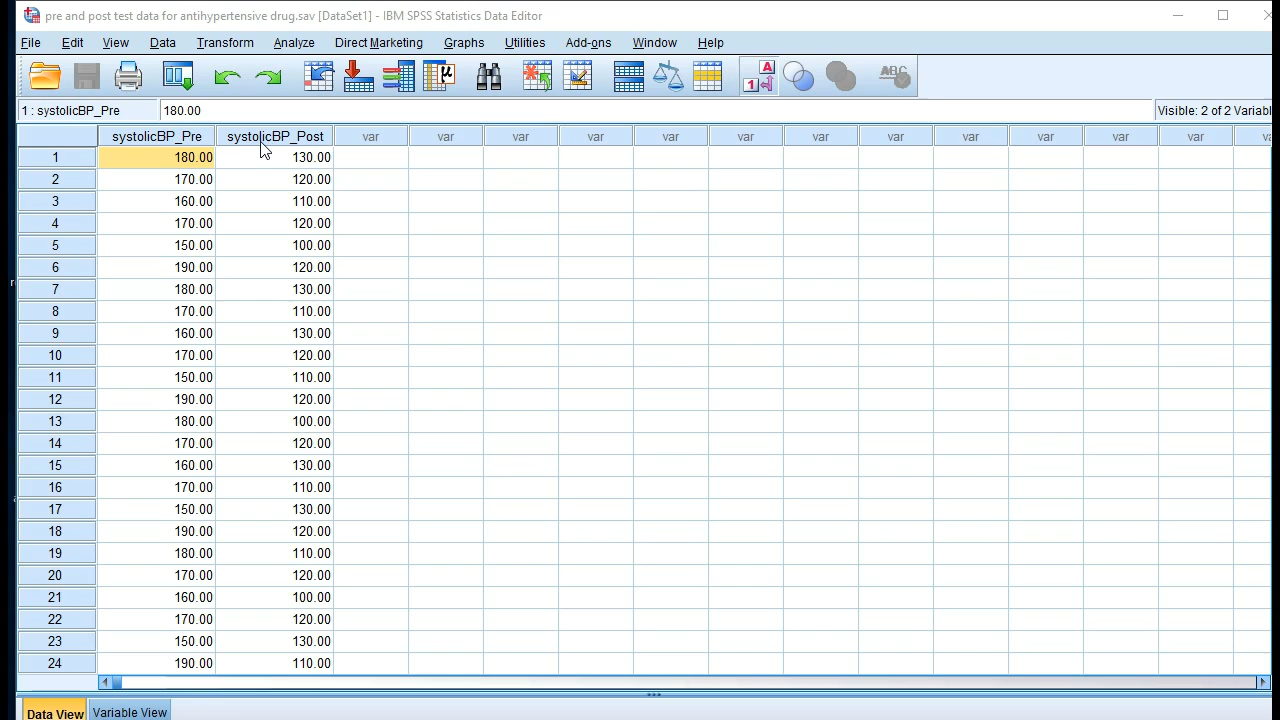 pre and post test data for antihypertensive drug.sav [DataSet1] - IBM SPSS Statistics Data Editor
File Edit View Data Transform Analyze Direct Marketing Graphs Utilities Add-ons Window Help
1 : systolicBP_Pre 180.00 Visible: 2 of 2 Variabl
systolicBP_Pre systolicBP_Post var var var var var var var var var var var var va
1 180.00 130.00
2 170.00 120.00
3 160.00 110.00
4 170.00 120.00
5 150.00 100.00
6 190.00 120.00
7 180.00 130.00
8 170.00 110.00
9 160.00 130.00
10 170.00 120.00
11 150.00 110.00
12 190.00 120.00
13 180.00 100.00
14 170.00 120.00
15 160.00 130.00
16 170.00 110.00
17 150.00 130.00
18 190.00 120.00
19 180.00 110.00
20 170.00 120.00
21 160.00 100.00
22 170.00 120.00
23 150.00 130.00
24 190.00 110.00
Data View Variable View